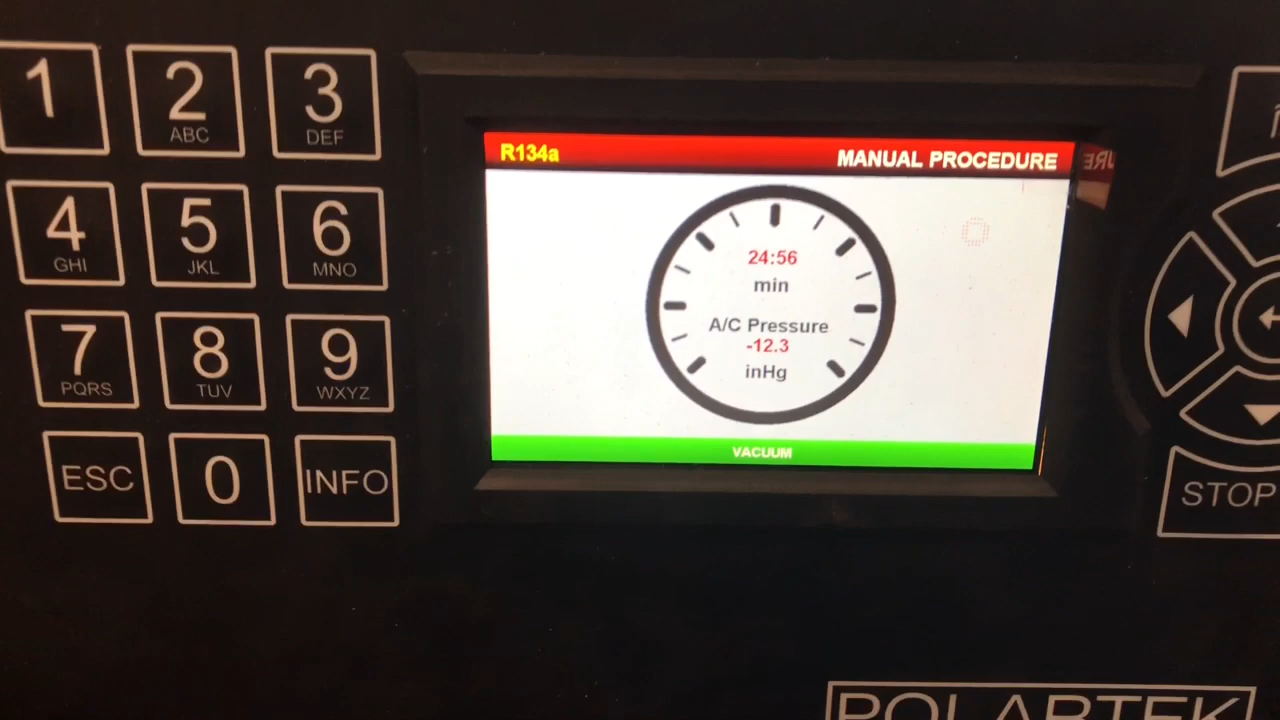 1
2
ABC
3
DEF
4
GHI
5
JKL
6
MNO
7
PQRS
8
TUV
9
WXYZ
ESC
0
INFO
R134a
MANUAL PROCEDURE
24:56
min
A/C Pressure
-12.3
inHg
VACUUM
STOP
POLARTEK